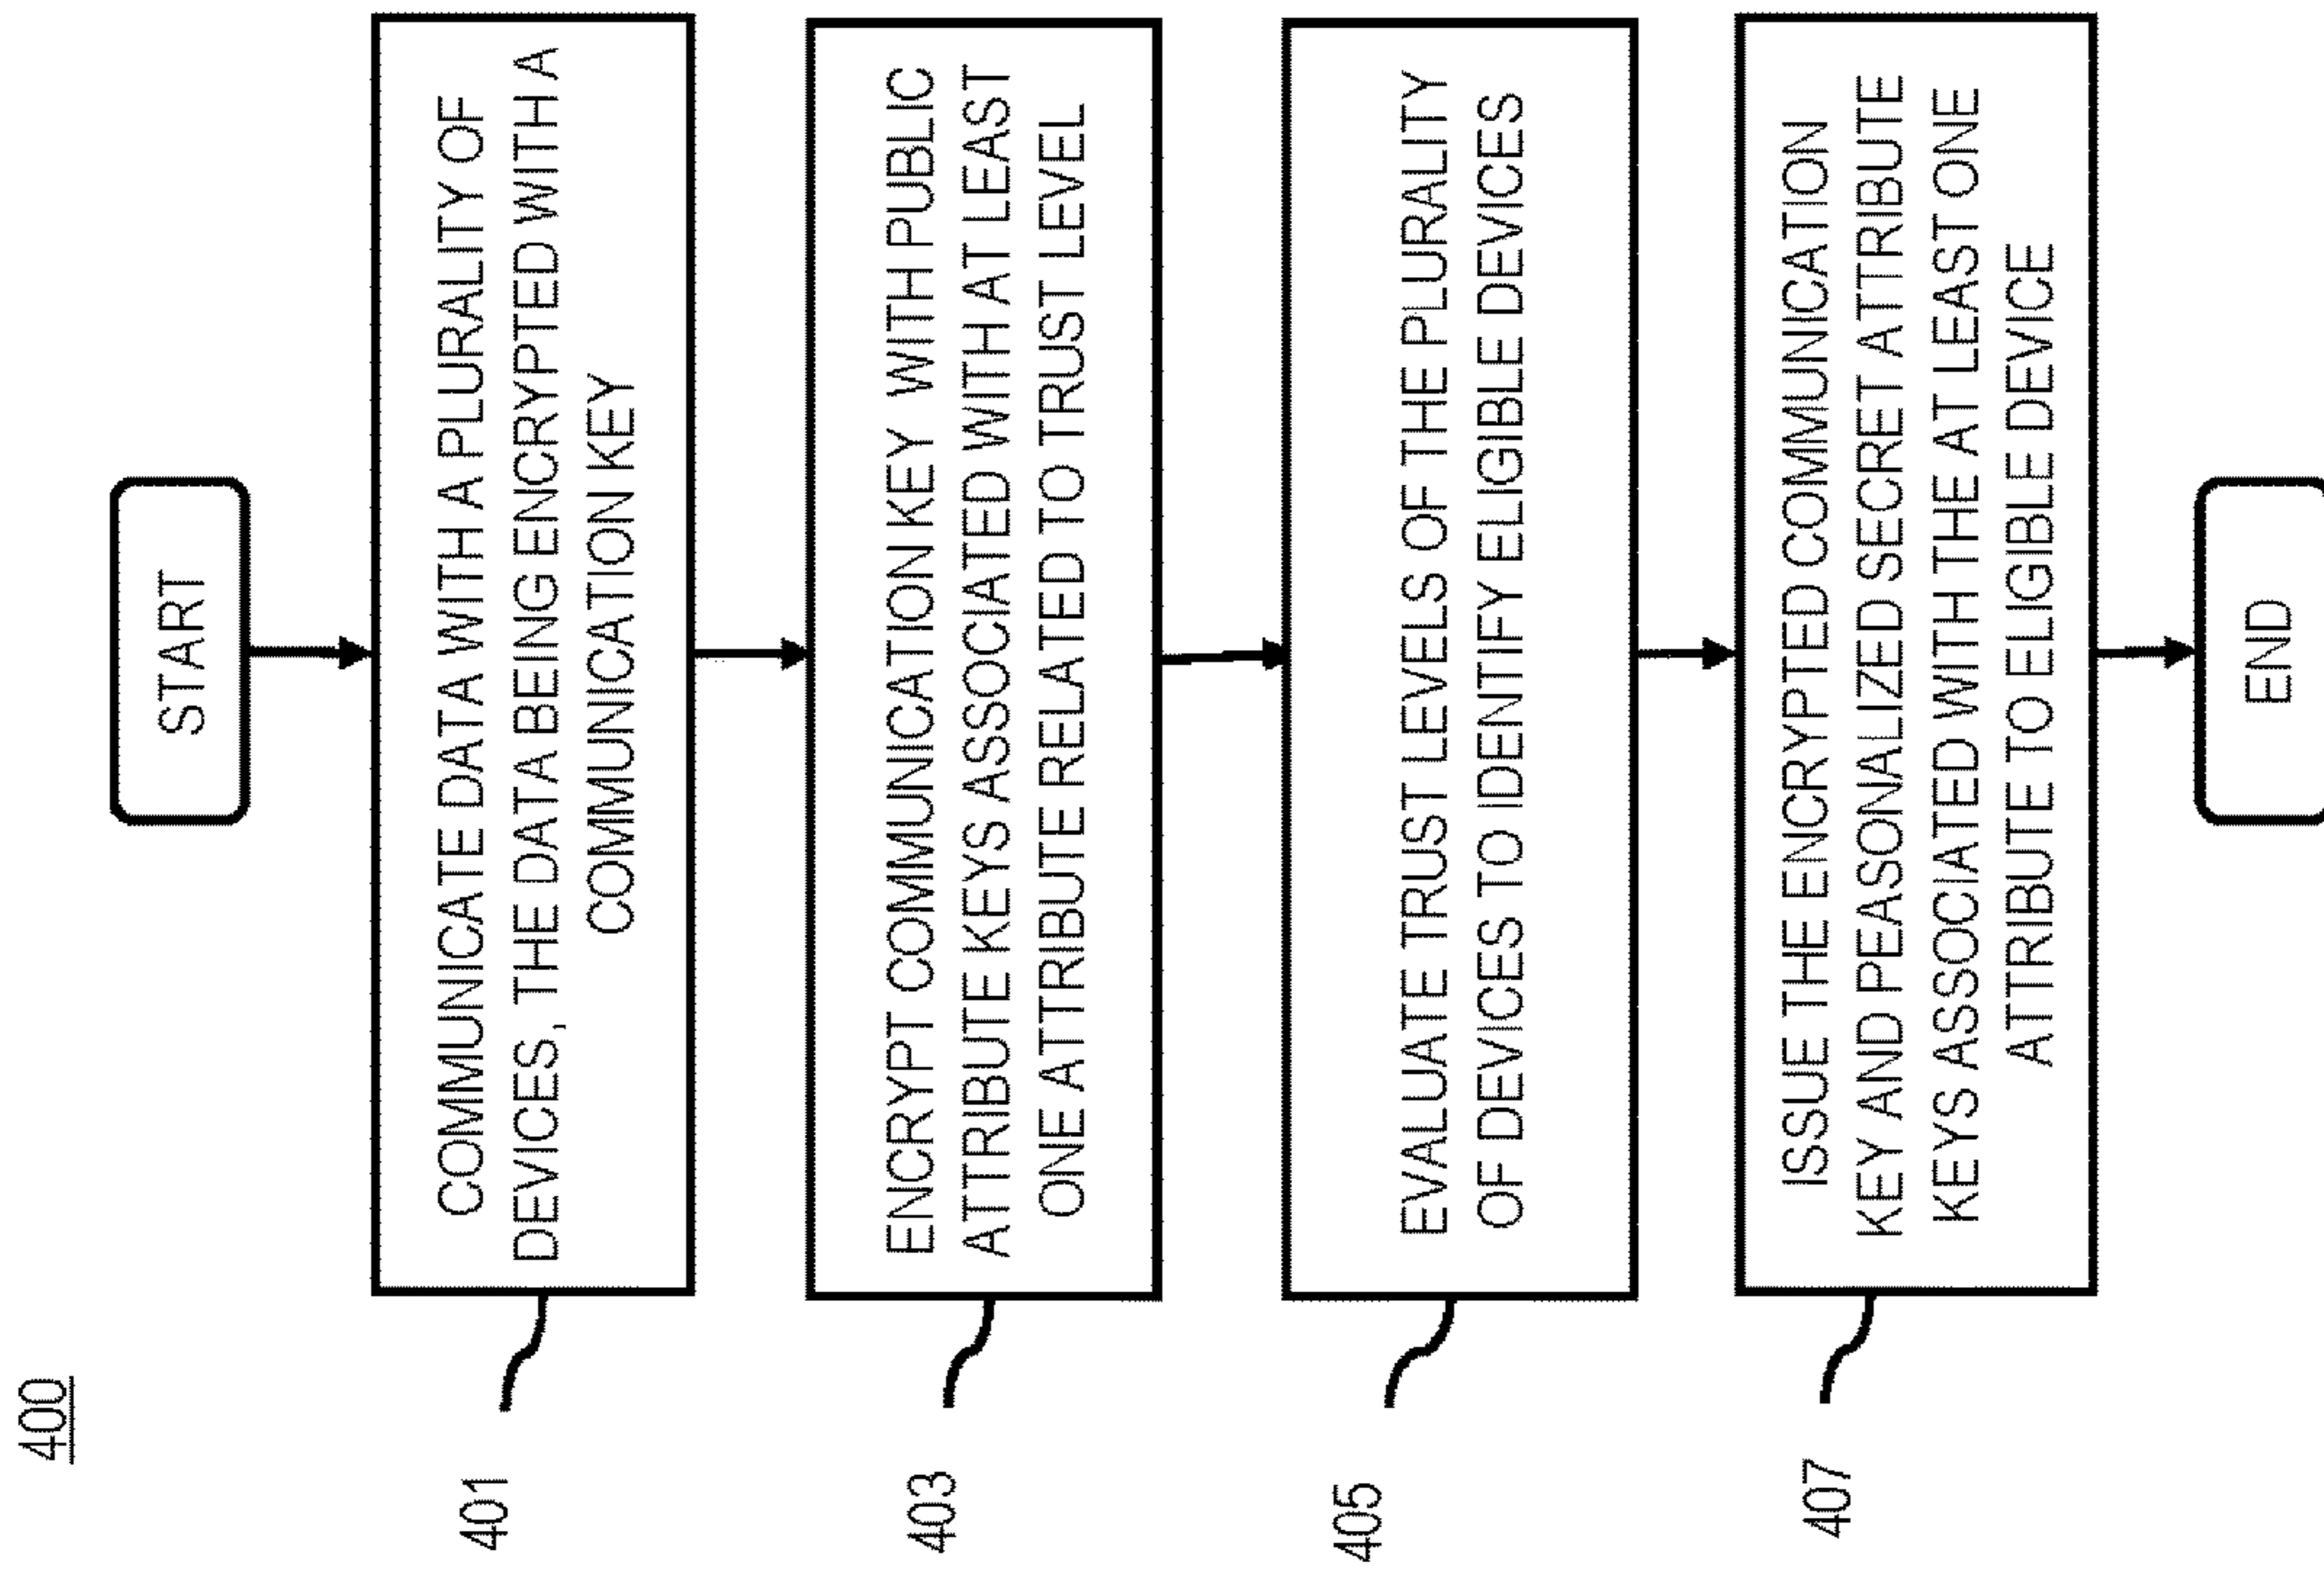 400
START
401
COMMUNICATE DATA WITH A PLURALITY OF
DEVICES, THE DATA BEING ENCRYPTED WITH A
COMMUNICATION KEY
403
ENCRYPT COMMUNICATION KEY WITH PUBLIC
ATTRIBUTE KEYS ASSOCIATED WITH AT LEAST
ONE ATTRIBUTE RELATED TO TRUST LEVEL
405
EVALUATE TRUST LEVELS OF THE PLURALITY
OF DEVICES TO IDENTIFY ELIGIBLE DEVICES
407
ISSUE THE ENCRYPTED COMMUNICATION
KEY AND PEASONALIZED SECRET ATTRIBUTE
KEYS ASSOCIATED WITH THE AT LEAST ONE
ATTRIBUTE TO ELIGIBLE DEVICE
END